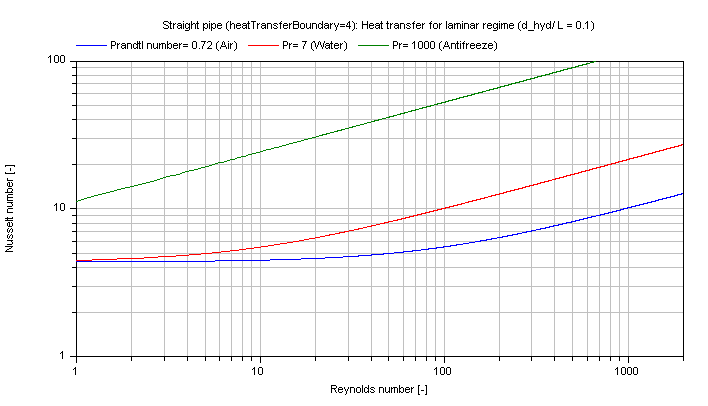 Straight pipe (heatTransferBoundary=4): Heat transfer for laminar regime (d_hyd/ L = 0.1)
Prandtl number= 0.72 (Air) Pr= 7 (Water) Pr= 1000 (Antifreeze)
100
10
1
Nusselt number [-]
1 10 100 1000
Reynolds number [-]